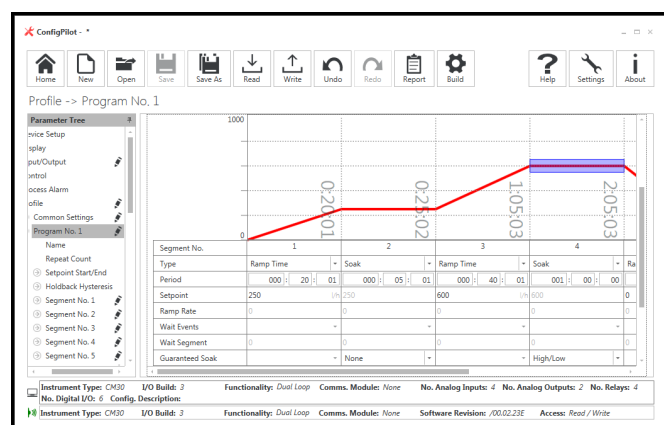 ConfigPilot - *
Home New Open Save Save As Read Write Undo Redo Report Build Help Settings About
Profile -> Program No, 1
Parameter Tree
evice Setup
splay
put/Output
ontrol
ocess Alarm
ofile
Common Settings
Program No. 1
Name
Repeat Count
Setpoint Start/End
Holdback Hysteresis
Segment No. 1
Segment No. 2
Segment No. 3
Segment No. 4
Segment No. 5
1000
0
0:20:01
0:25:02
1:05:03
2:05:03
Segment No. 1 2 3 4
Type Ramp Time Soak Ramp Time Soak Ra
Period 000 : 20 : 01 000 : 05 : 01 000 : 40 : 01 001 : 00 : 00
Setpoint 250 l/h 250 600 l/h 600 0
Ramp Rate 0 0 0 0 0
Wait Events
Wait Segment 0 0 0 0 0
Guaranteed Soak None High/Low
Instrument Type: CM30 I/O Build: 3 Functionality: Dual Loop Comms. Module: None No. Analog Inputs: 4 No. Analog Outputs: 2 No. Relays: 4
No. Digital I/O: 6 Config. Description:
Instrument Type: CM30 I/O Build: 3 Functionality: Dual Loop Comms. Module: None Software Revision: /00.02.23E Access: Read / Write